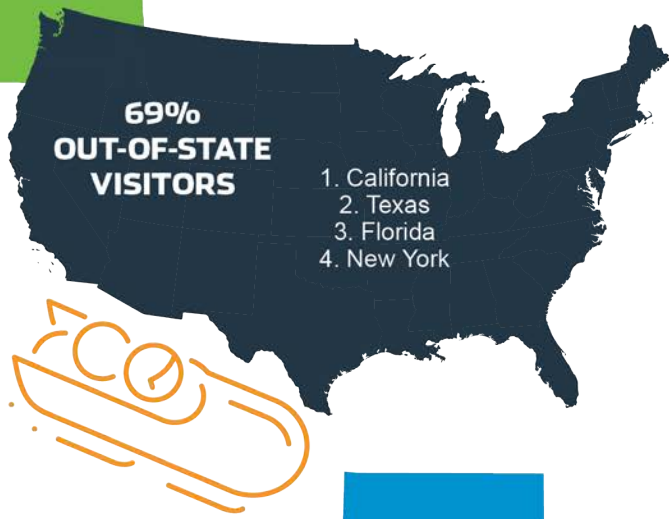 69%
OUT-OF-STATE
VISITORS
1. California
2. Texas
3. Florida
4. New York